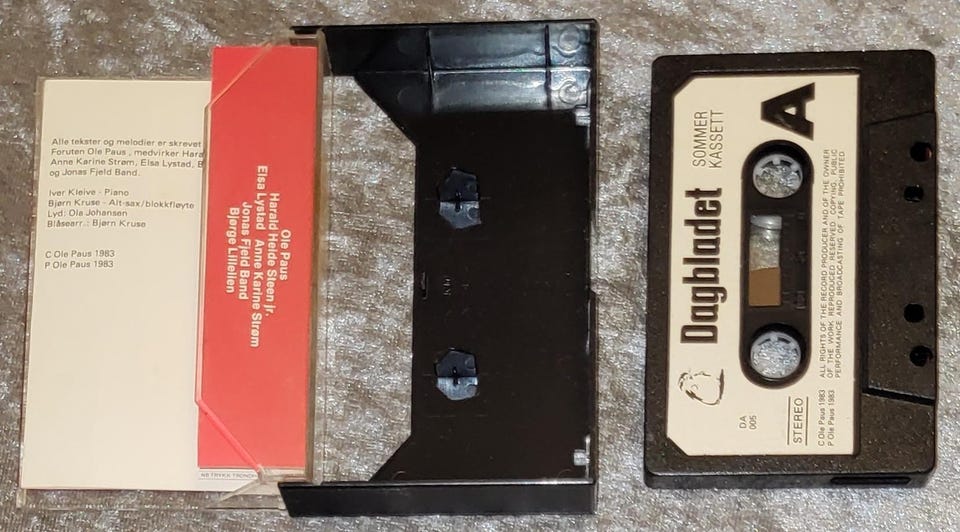 Alle tekster og melodier er skrevet
Foruten Ole Paus, medvirker Hara
Anne Karine Strøm, Elsa Lystad, B
og Jonas Fjeld Band.
Iver Kleive - Piano
Bjørn Kruse - Alt-sax/blokkfløyte
Lyd: Ola Johansen
Blåsearr.: Bjørn Kruse
C Ole Paus 1983
P Ole Paus 1983
Ole Paus
Harald Heide Steen jr.
Elsa Lystad Anne Karine Strøm
Jonas Fjeld Band
Bjørge Lillelien
Dagbladet
SOMMER
KASSETT
A
DA
005
STEREO
C Ole Paus 1983
P Ole Paus 1983
ALL RIGHTS OF THE RECORD PRODUCER AND OF THE OWNER
OF THE WORK REPRODUCED RESERVED COPYING, PUBLIC
PERFORMANCE AND BROADCASTING OF TAPE PROHIBITED